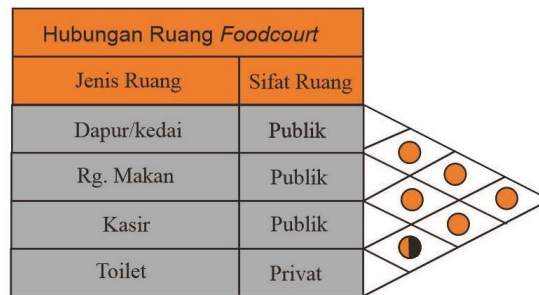 Hubungan Ruang Foodcourt
Jenis Ruang Sifat Ruang
Dapur/kedai Publik
Rg. Makan Publik
Kasir Publik
Toilet Privat